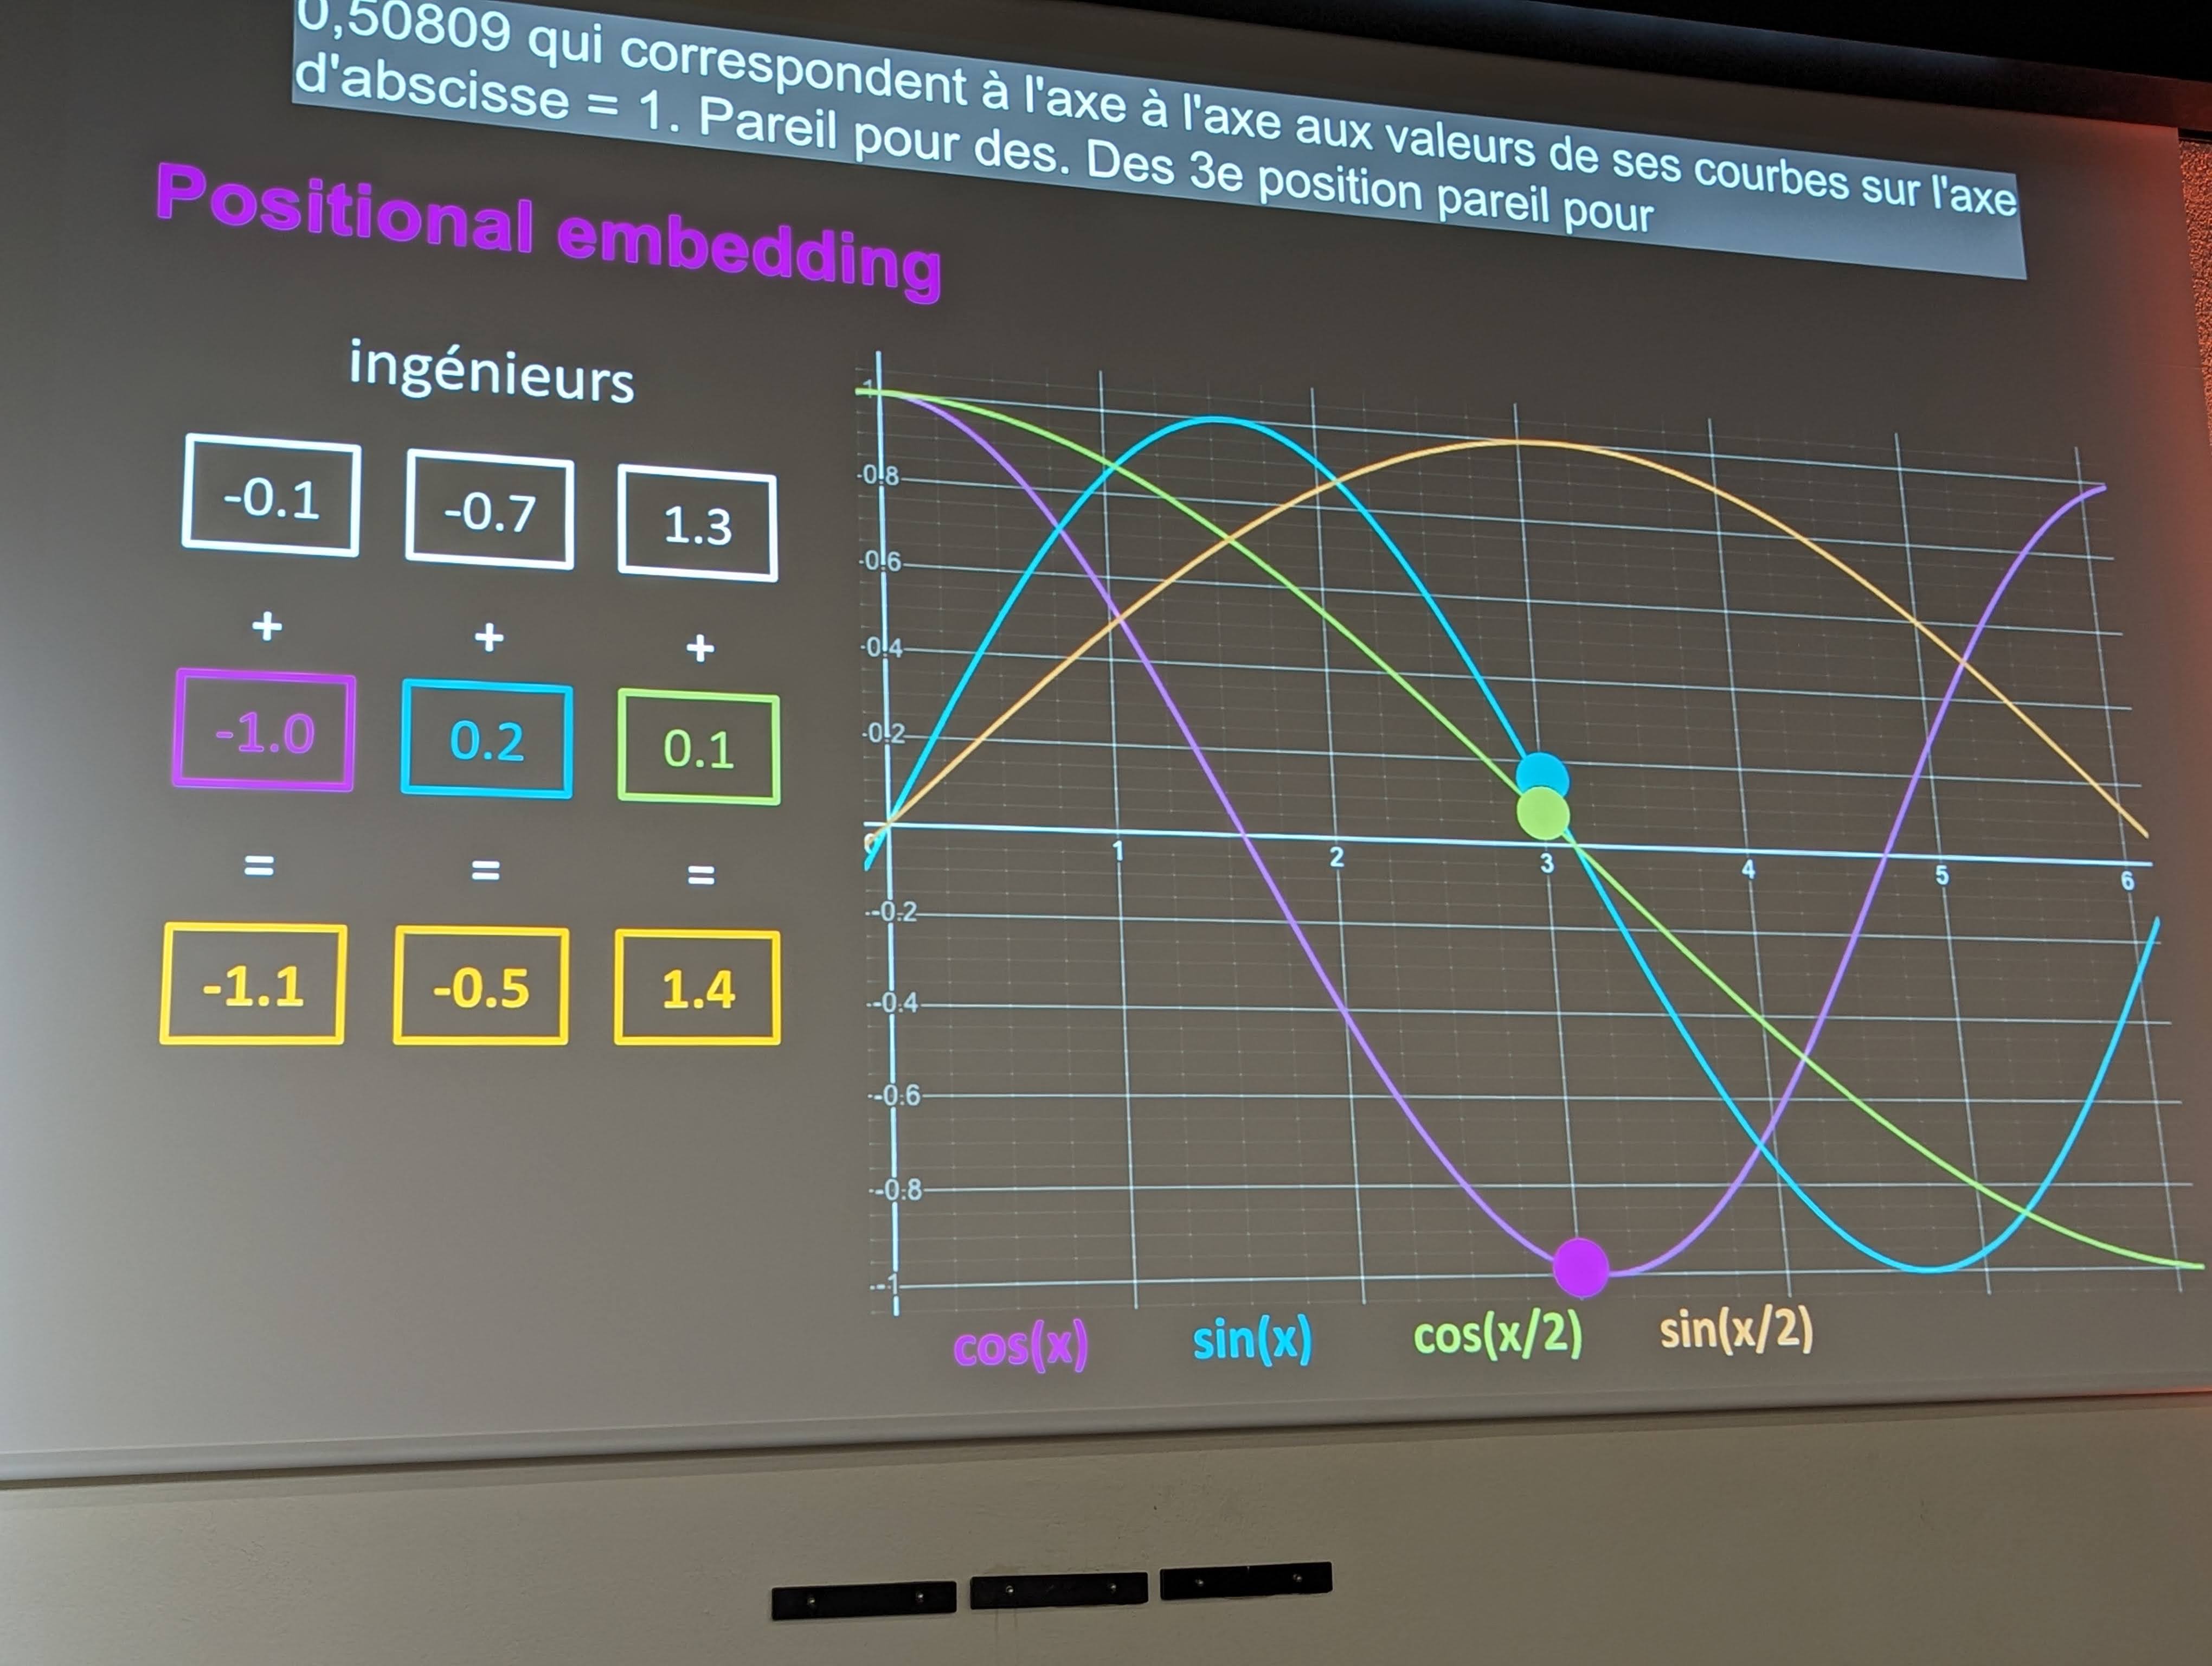 0,50809 qui correspondent à l'axe à l'axe aux valeurs de ses courbes sur l'axe
d'abscisse = 1. Pareil pour des. Des 3e position pareil pour
Positional embedding
ingénieurs
-0.1 -0.7 1.3
+ + +
-1.0 0.2 0.1
= = =
-1.1 -0.5 1.4
1
0.8
0.6
0.4
0.2
0 1 2 3 4 5 6
-0.2
-0.4
-0.6
-0.8
-1
cos(x) sin(x) cos(x/2) sin(x/2)